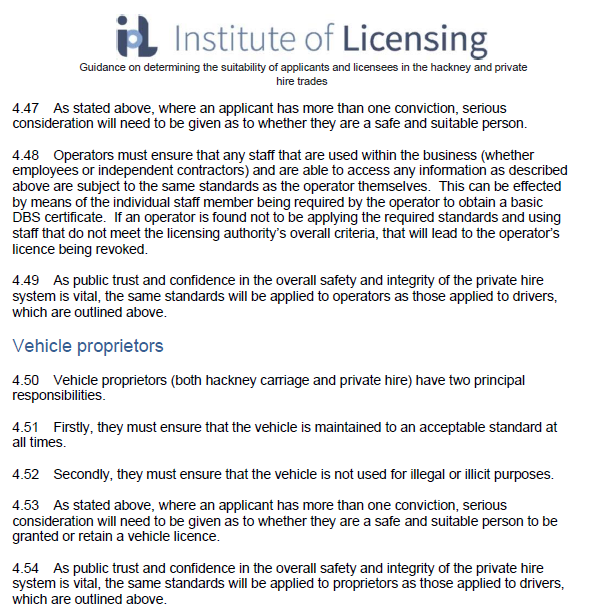 iol Institute of Licensing
Guidance on determining the suitability of applicants and licensees in the hackney and private
hire trades
4.47 As stated above, where an applicant has more than one conviction, serious
consideration will need to be given as to whether they are a safe and suitable person.
4.48 Operators must ensure that any staff that are used within the business (whether
employees or independent contractors) and are able to access any information as described
above are subject to the same standards as the operator themselves. This can be effected
by means of the individual staff member being required by the operator to obtain a basic
DBS certificate. If an operator is found not to be applying the required standards and using
staff that do not meet the licensing authority's overall criteria, that will lead to the operator's
licence being revoked.
4.49 As public trust and confidence in the overall safety and integrity of the private hire
system is vital, the same standards will be applied to operators as those applied to drivers,
which are outlined above.
Vehicle proprietors
4.50 Vehicle proprietors (both hackney carriage and private hire) have two principal
responsibilities.
4.51 Firstly, they must ensure that the vehicle is maintained to an acceptable standard at
all times.
4.52 Secondly, they must ensure that the vehicle is not used for illegal or illicit purposes.
4.53 As stated above, where an applicant has more than one conviction, serious
consideration will need to be given as to whether they are a safe and suitable person to be
granted or retain a vehicle licence.
4.54 As public trust and confidence in the overall safety and integrity of the private hire
system is vital, the same standards will be applied to proprietors as those applied to drivers,
which are outlined above.